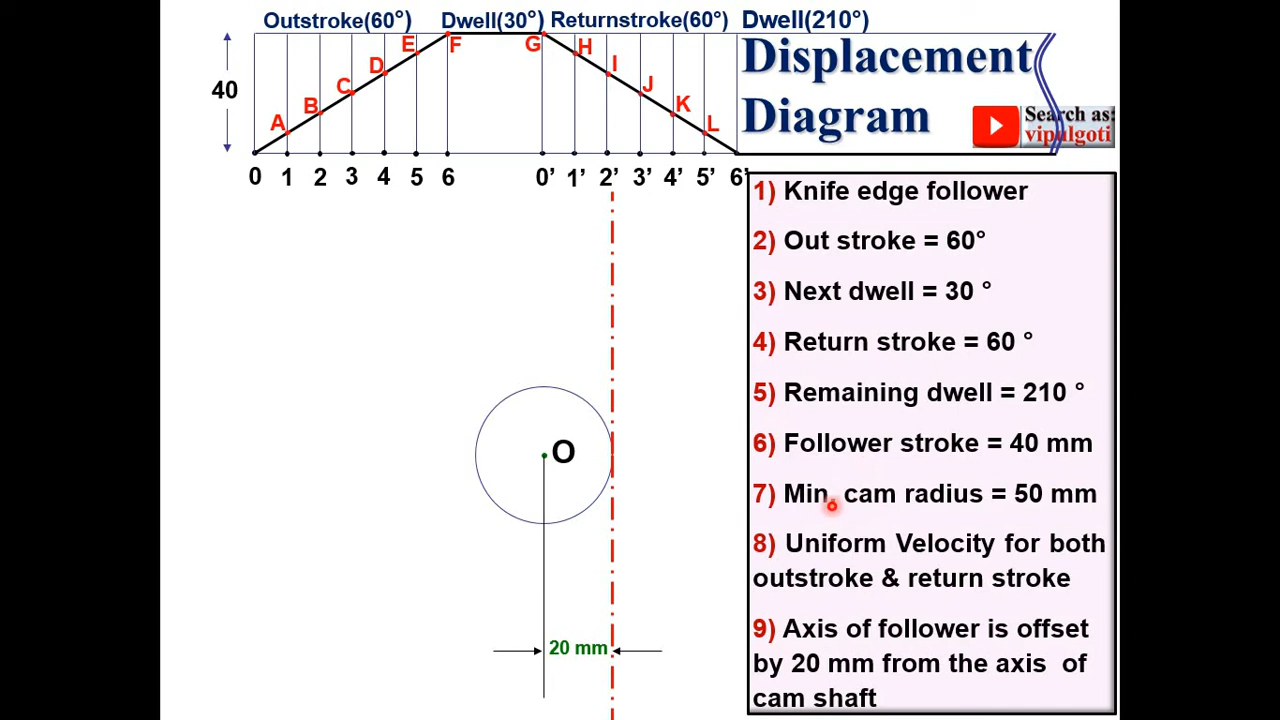 Outstroke(60°) Dwell(30°) Returnstroke(60°) Dwell(210°)
Displacement
Diagram
Search as:
vipulgoti
40
A B C D E F G H I J K L
0 1 2 3 4 5 6 0’ 1’ 2’ 3’ 4’ 5’ 6’
1) Knife edge follower
2) Out stroke = 60°
3) Next dwell = 30 °
4) Return stroke = 60 °
5) Remaining dwell = 210 °
6) Follower stroke = 40 mm
7) Min. cam radius = 50 mm
8) Uniform Velocity for both
outstroke & return stroke
9) Axis of follower is offset
by 20 mm from the axis of
cam shaft
O
20 mm